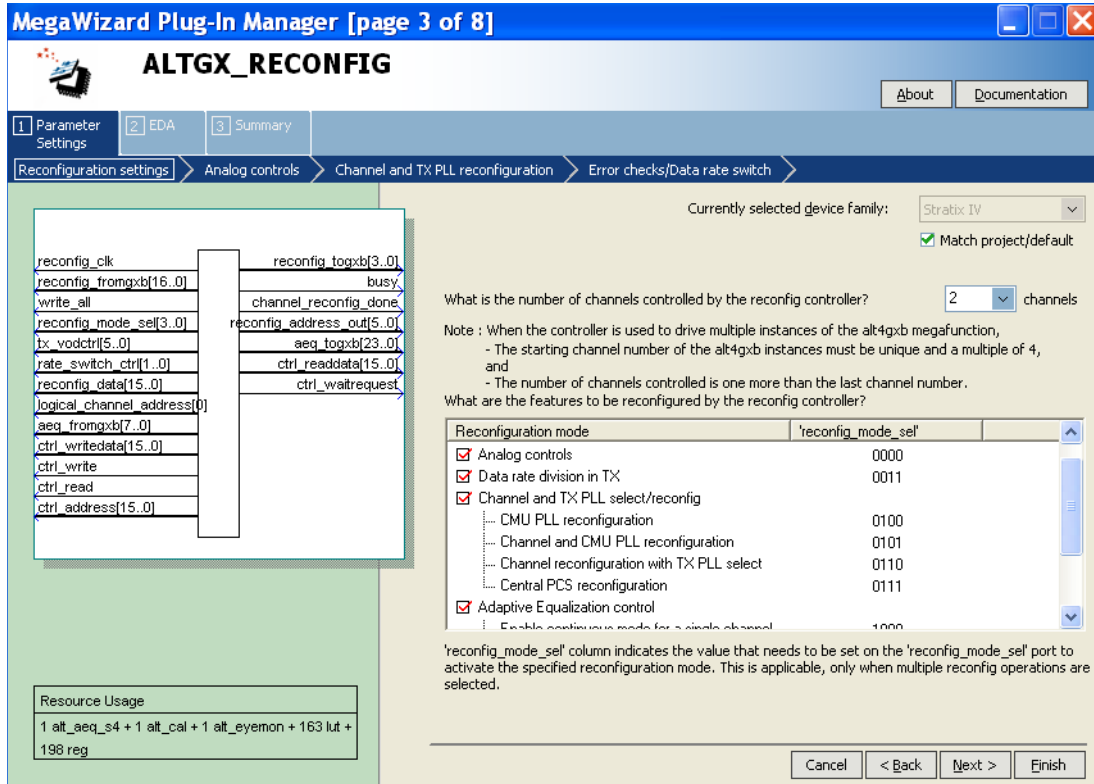 MegaWizard Plug-In Manager [page 3 of 8]
ALTGX_RECONFIG
About
Documentation
1 Parameter Settings
2 EDA
3 Summary
Reconfiguration settings
Analog controls
Channel and TX PLL reconfiguration
Error checks/Data rate switch
reconfig_clk
reconfig_fromgxb[16..0]
write_all
reconfig_mode_sel[3..0]
tx_vodctrl[5..0]
rate_switch_ctrl[1..0]
reconfig_data[15..0]
logical_channel_address[0]
aeq_fromgxb[7..0]
ctrl_writedata[15..0]
ctrl_write
ctrl_read
ctrl_address[15..0]
reconfig_togxb[3..0]
busy
channel_reconfig_done
reconfig_address_out[5..0]
aeq_togxb[23..0]
ctrl_readdata[15..0]
ctrl_waitrequest
Resource Usage
1 alt_aeq_s4 + 1 alt_cal + 1 alt_eyemon + 163 lut +
198 reg
Currently selected device family:
Stratix IV
Match project/default
What is the number of channels controlled by the reconfig controller?
2
channels
Note : When the controller is used to drive multiple instances of the alt4gxb megafunction,
- The starting channel number of the alt4gxb instances must be unique and a multiple of 4,
and
- The number of channels controlled is one more than the last channel number.
What are the features to be reconfigured by the reconfig controller?
Reconfiguration mode 'reconfig_mode_sel'
Analog controls 0000
Data rate division in TX 0011
Channel and TX PLL select/reconfig
CMU PLL reconfiguration 0100
Channel and CMU PLL reconfiguration 0101
Channel reconfiguration with TX PLL select 0110
Central PCS reconfiguration 0111
Adaptive Equalization control
Enable continuous mode for a single channel 1000
'reconfig_mode_sel' column indicates the value that needs to be set on the 'reconfig_mode_sel' port to
activate the specified reconfiguration mode. This is applicable, only when multiple reconfig operations are
selected.
Cancel
< Back
Next >
Finish